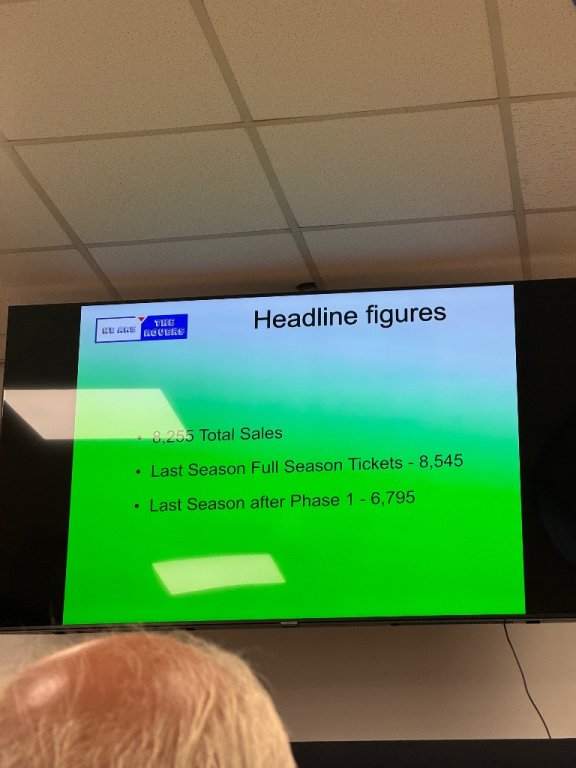 WE ARE
THE
ROVERS
Headline figures
• 8,255 Total Sales
• Last Season Full Season Tickets - 8,545
• Last Season after Phase 1 - 6,795